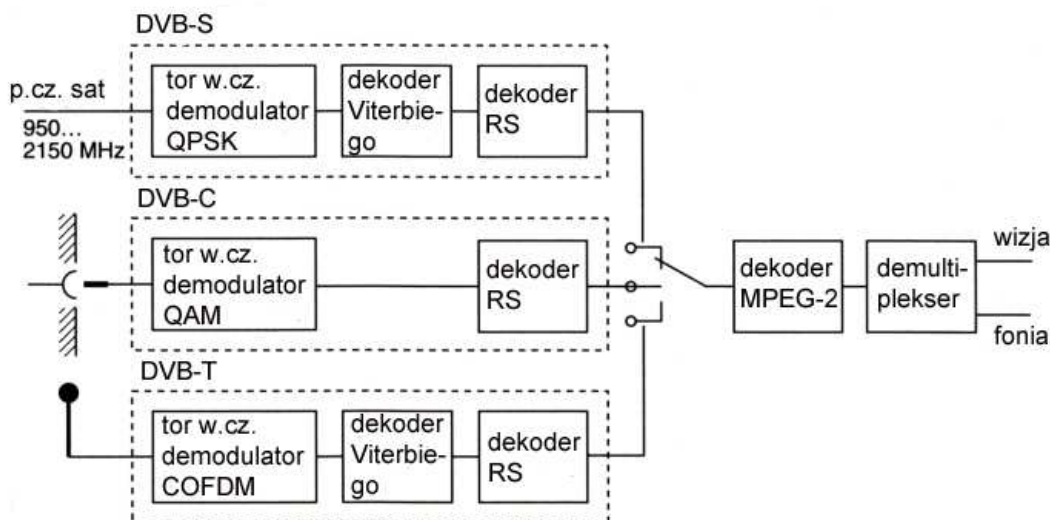 DVB-S
p.cz. sat
950...
2150 MHz
tor w.cz.
demodulator
QPSK
dekoder
Viterbie-
go
dekoder
RS
DVB-C
tor w.cz.
demodulator
QAM
dekoder
RS
DVB-T
tor w.cz.
demodulator
COFDM
dekoder
Viterbie-
go
dekoder
RS
dekoder
MPEG-2
demulti-
plekser
wizja
fonia